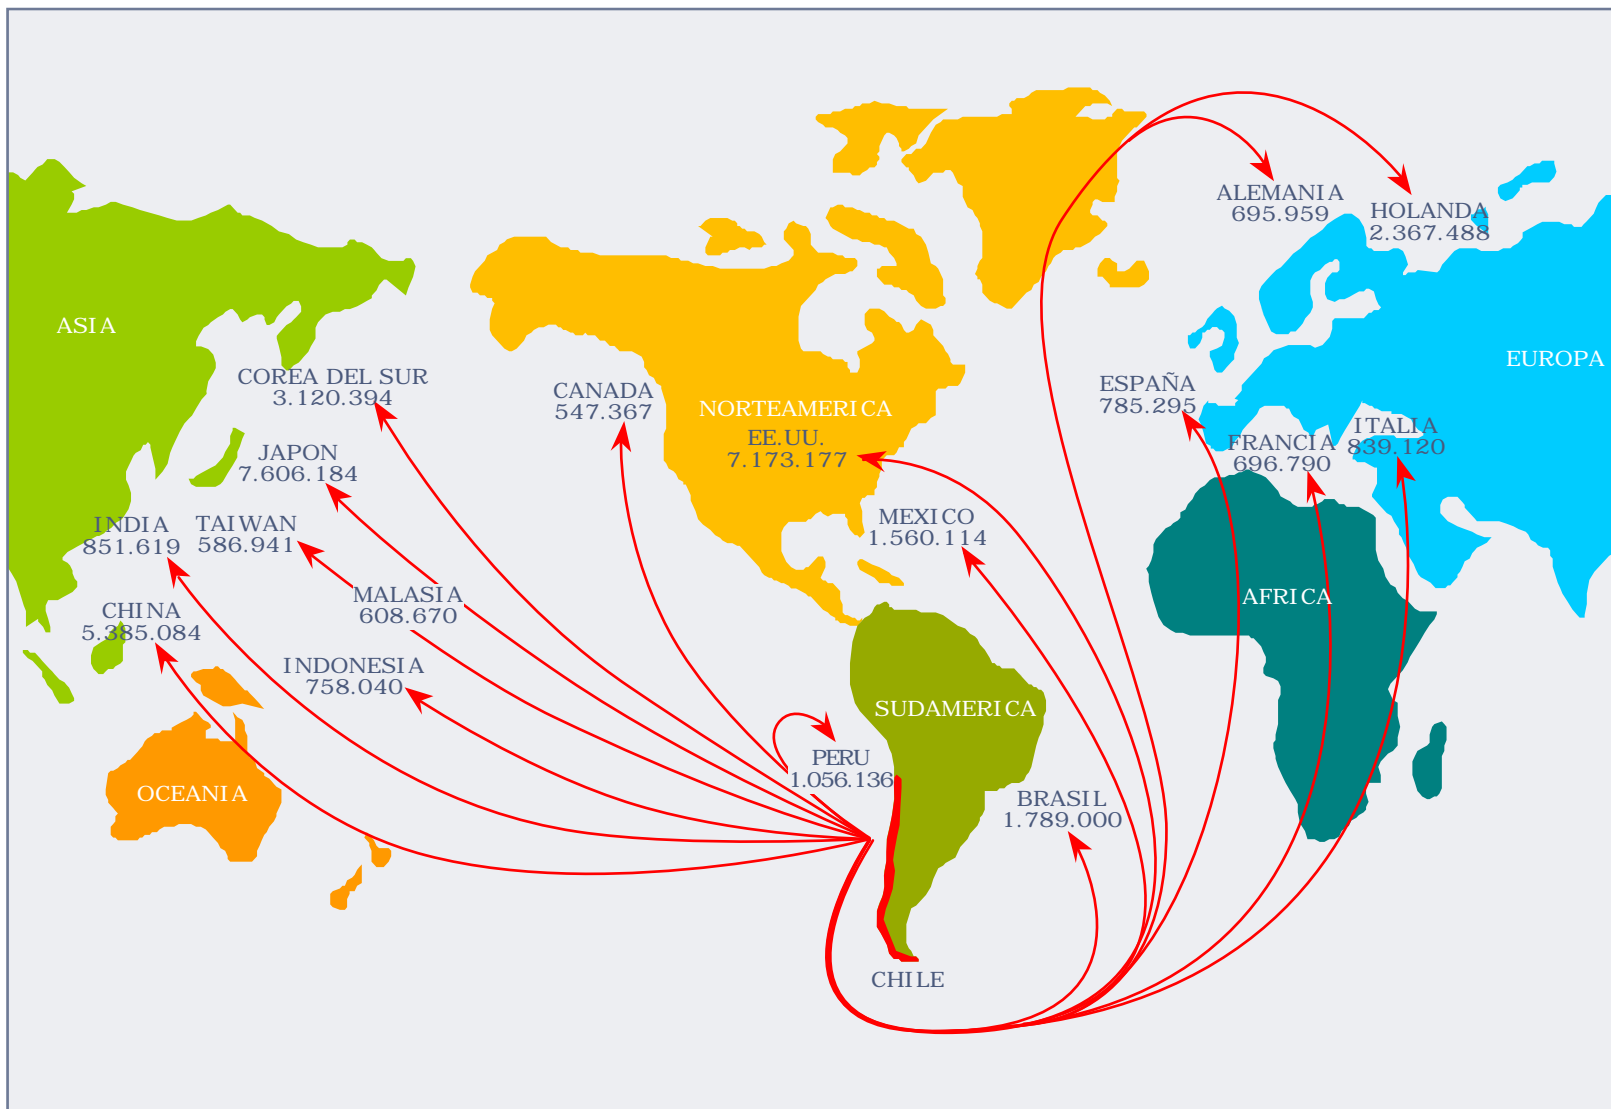 ALEMANIA
695.959
HOLANDA
2.367.488
ASIA
EUROPA
COREA DEL SUR
3.120.394
CANADA
547.367
NORTEAMERICA
EE.UU.
7.173.177
ESPAÑA
785.295
FRANCIA
696.790
ITALIA
839.120
JAPON
7.606.184
INDIA
851.619
TAIWAN
586.941
MEXICO
1.560.114
MALASIA
608.670
AFRICA
CHINA
5.385.084
INDONESIA
758.040
SUDAMERICA
PERU
1.056.136
OCEANIA
BRASIL
1.789.000
CHILE